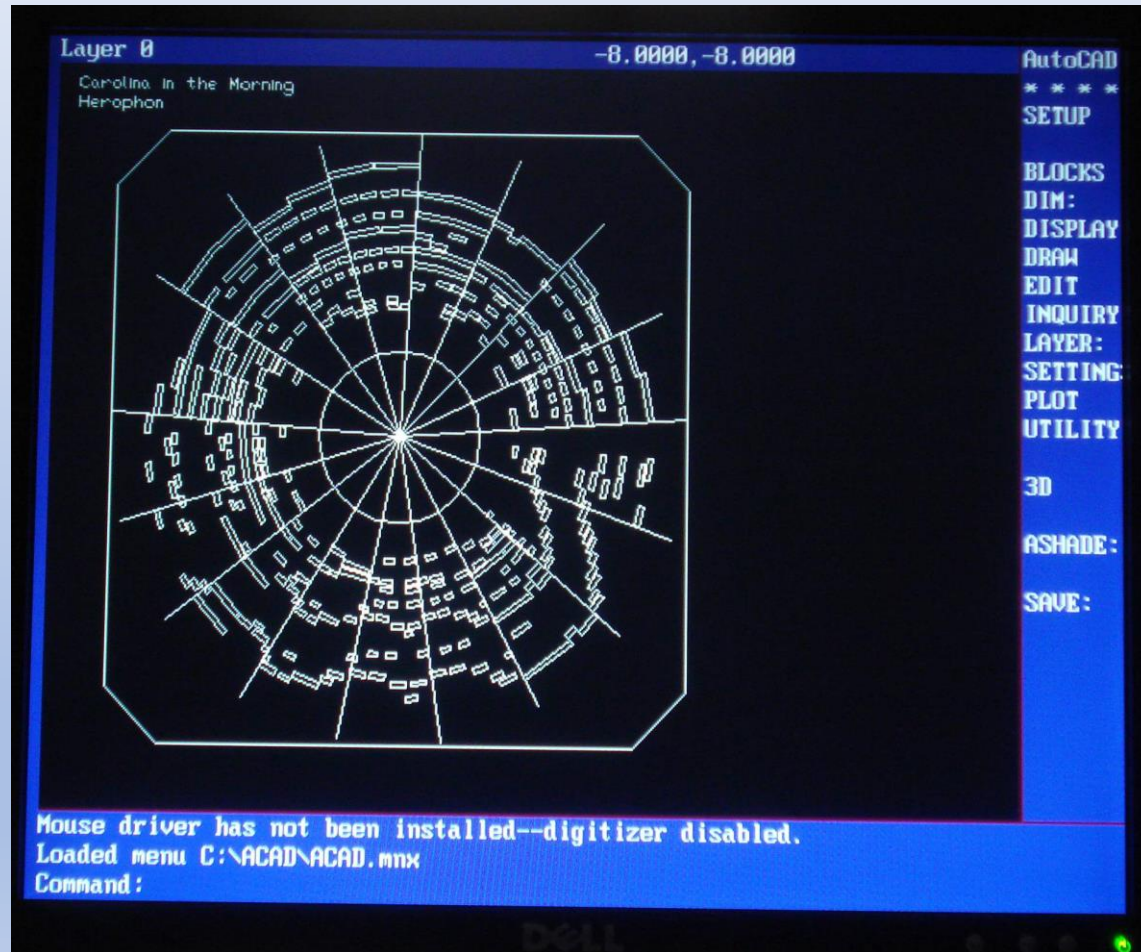 Layer 0
-8.0000,-8.0000
AutoCAD
* * * *
SETUP
BLOCKS
DIM:
DISPLAY
DRAW
EDIT
INQUIRY
LAYER:
SETTING:
PLOT
UTILITY
3D
ASHADE:
SAVE:
Carolina in the Morning
Herophon
Mouse driver has not been installed--digitizer disabled.
Loaded menu C:\ACAD\ACAD.mnx
Command:
DELL